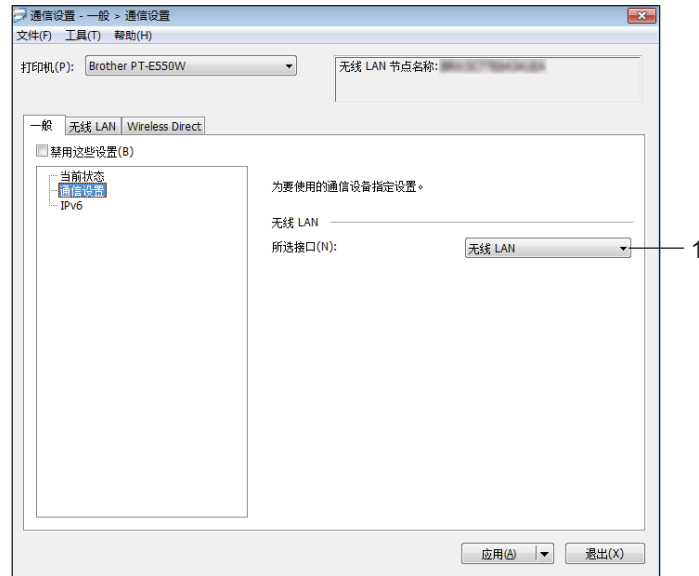 通信设置 - 一般 > 通信设置
文件(F) 工具(T) 帮助(H)
打印机(P): Brother PT-E550W
无线 LAN 节点名称:
一般 无线 LAN Wireless Direct
禁用这些设置(B)
当前状态
通信设置
IPv6
为要使用的通信设备指定设置。
无线 LAN
所选接口(N): 无线 LAN
1
应用(A) 退出(X)